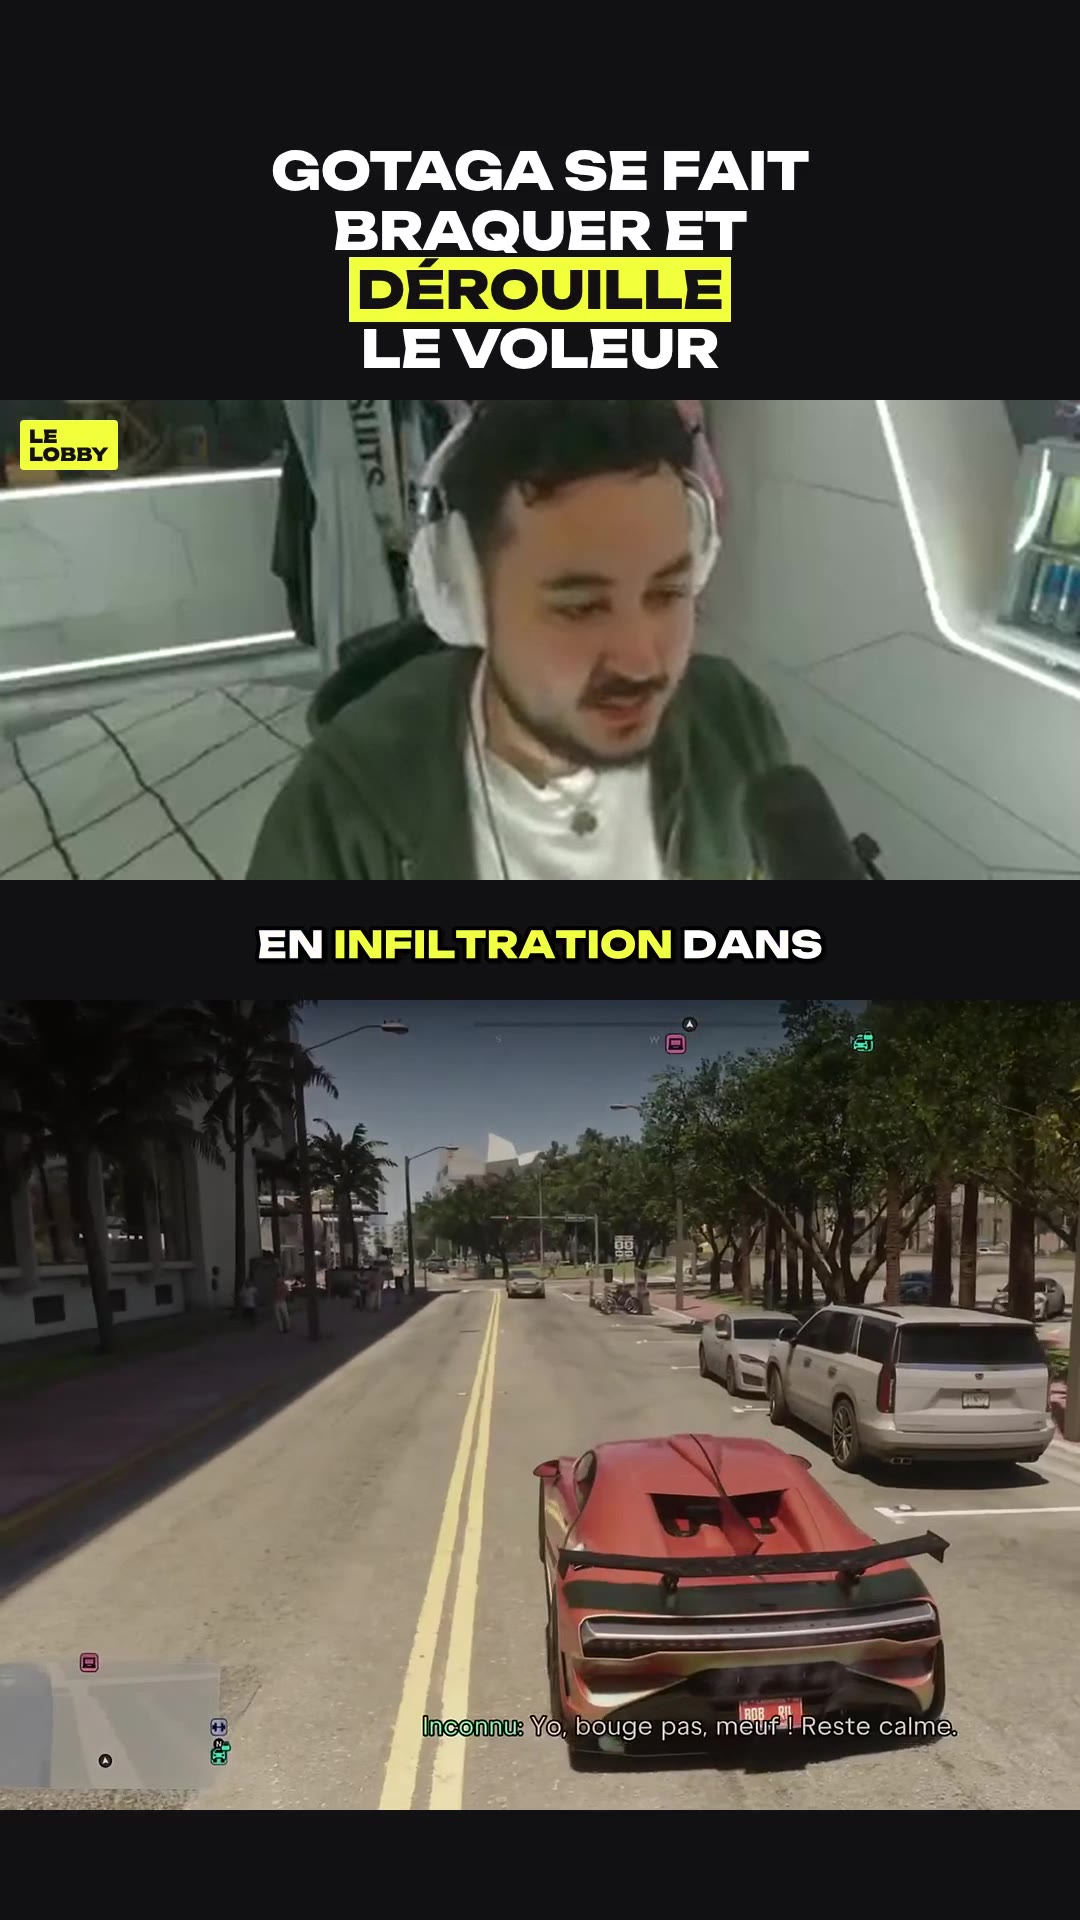 GOTAGA SE FAIT
BRAQUER ET
DÉROUILLE
LE VOLEUR
LE
LOBBY
EN INFILTRATION DANS
S
W
N
Inconnu: Yo, bouge pas, meuf ! Reste calme.